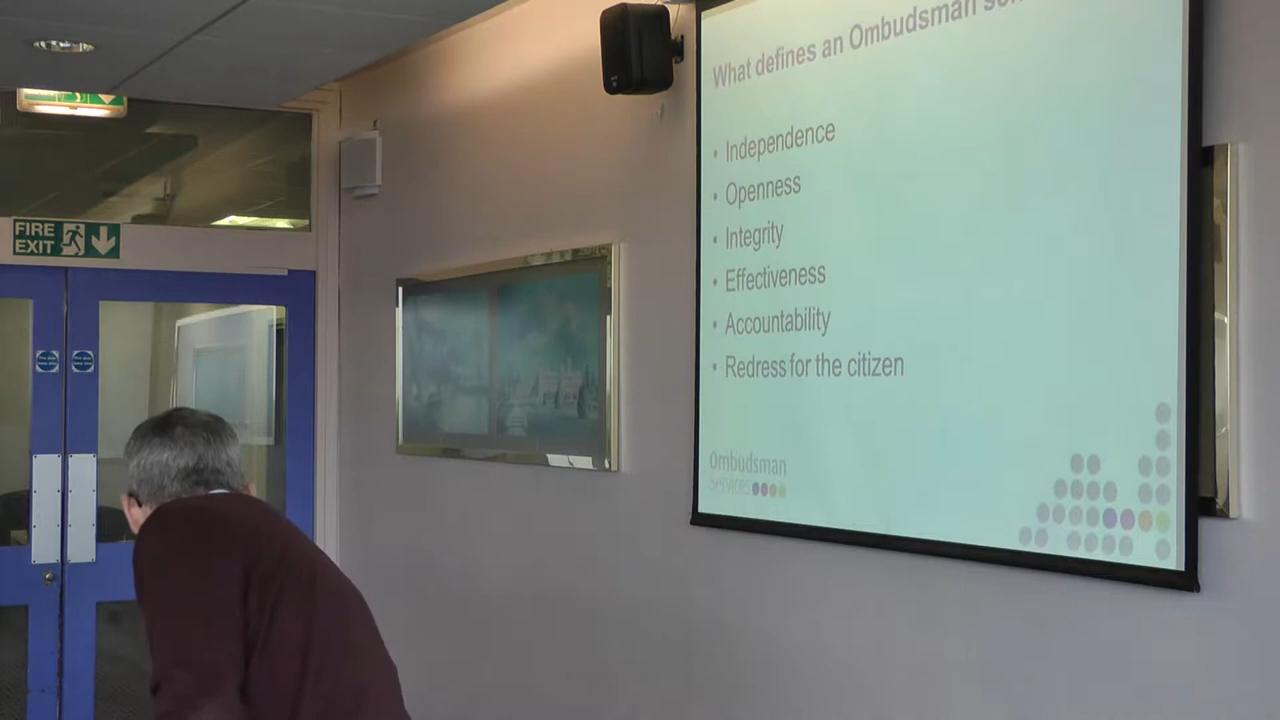 What defines an Ombudsman
• Independence
• Openness
• Integrity
• Effectiveness
• Accountability
• Redress for the citizen
Ombudsman
Services
FIRE
EXIT